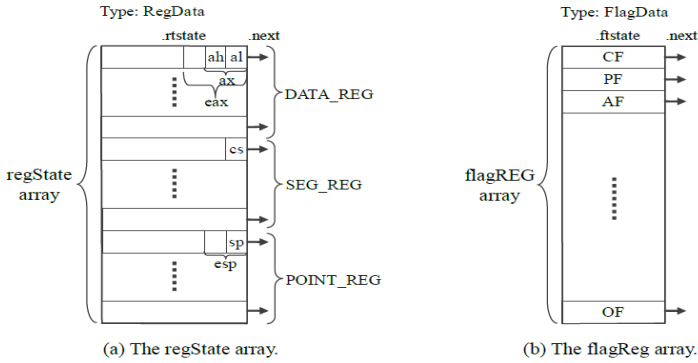 Type: RegData
.rtstate .next
ah al
ax
eax
DATA_REG
cs
regState
array
SEG_REG
sp
esp
POINT_REG
(a) The regState array.
Type: FlagData
.ftstate .next
CF
PF
AF
flagREG
array
OF
(b) The flagReg array.